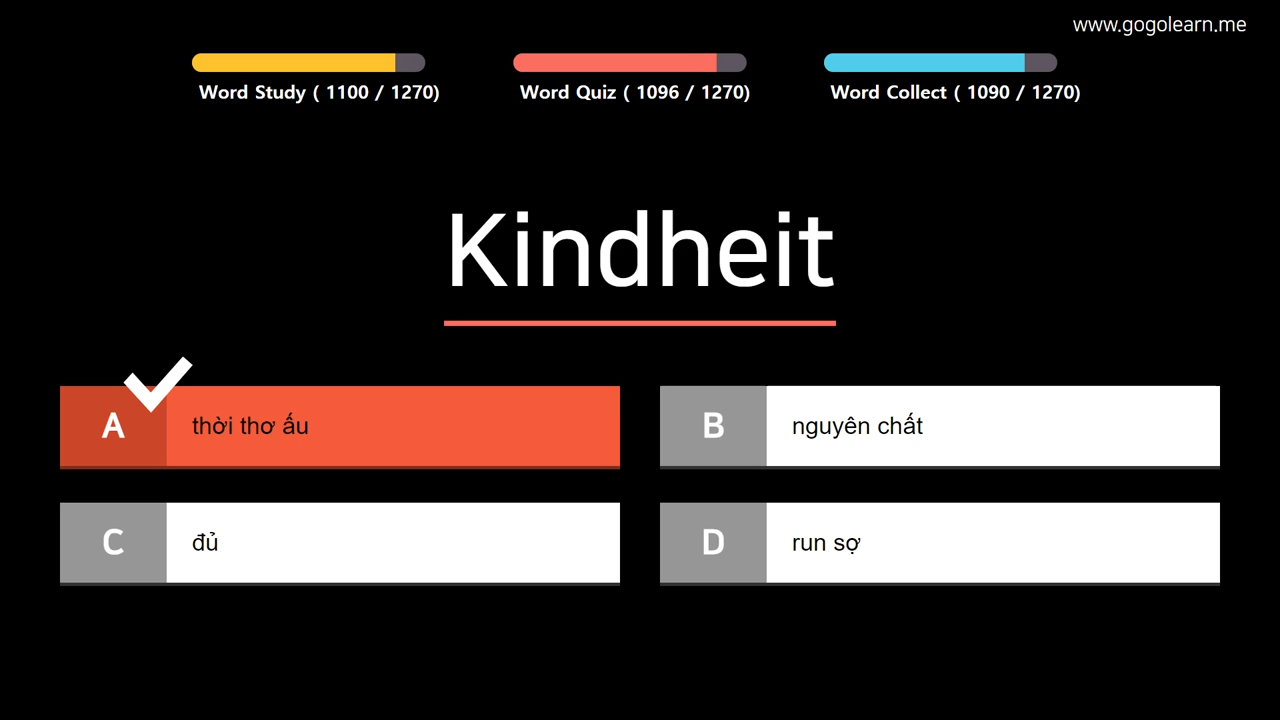 www.gogolearn.me
Word Study ( 1100 / 1270)
Word Quiz ( 1096 / 1270)
Word Collect ( 1090 / 1270)
Kindheit
A thời thơ ấu
B nguyên chất
C đủ
D run sợ